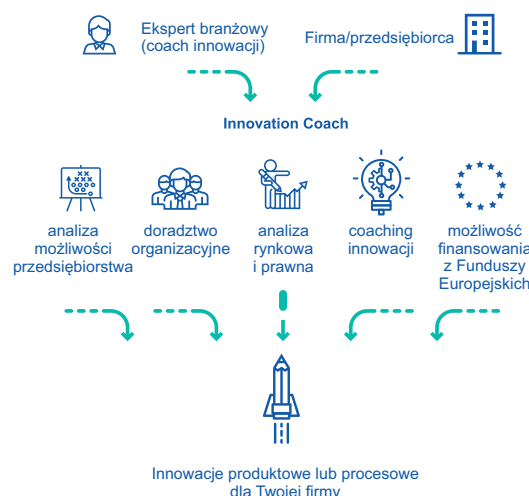 Ekspert branżowy
(coach innowacji)
Firma/przedsiębiorca
Innovation Coach
analiza
możliwości
przedsiębiorstwa
doradztwo
organizacyjne
analiza
rynkowa
i prawna
coaching
innowacji
możliwość
finansowania
z Funduszy
Europejskich
Innowacje produktowe lub procesowe
dla Twojej firmy